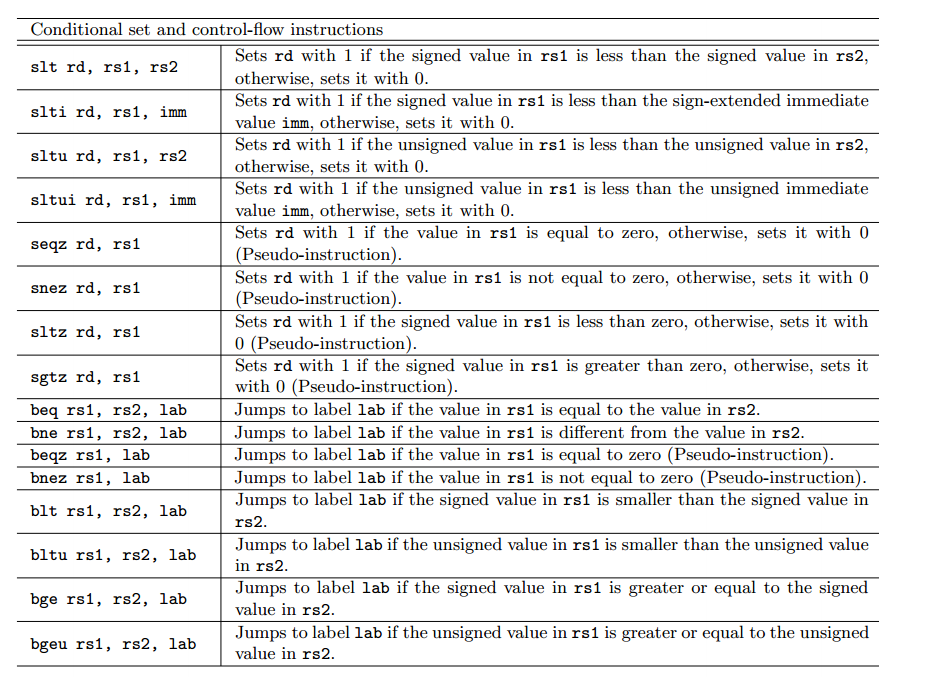 Conditional set and control-flow instructions
slt rd, rs1, rs2
Sets rd with 1 if the signed value in rs1 is less than the signed value in rs2,
otherwise, sets it with 0.
slti rd, rs1, imm
Sets rd with 1 if the signed value in rs1 is less than the sign-extended immediate
value imm, otherwise, sets it with 0.
sltu rd, rs1, rs2
Sets rd with 1 if the unsigned value in rs1 is less than the unsigned value in rs2,
otherwise, sets it with 0.
sltui rd, rs1, imm
Sets rd with 1 if the unsigned value in rs1 is less than the unsigned immediate
value imm, otherwise, sets it with 0.
seqz rd, rs1
Sets rd with 1 if the value in rs1 is equal to zero, otherwise, sets it with 0
(Pseudo-instruction).
snez rd, rs1
Sets rd with 1 if the value in rs1 is not equal to zero, otherwise, sets it with 0
(Pseudo-instruction).
sltz rd, rs1
Sets rd with 1 if the signed value in rs1 is less than zero, otherwise, sets it with
0 (Pseudo-instruction).
sgtz rd, rs1
Sets rd with 1 if the signed value in rs1 is greater than zero, otherwise, sets it
with 0 (Pseudo-instruction).
beq rs1, rs2, lab
Jumps to label lab if the value in rs1 is equal to the value in rs2.
bne rs1, rs2, lab
Jumps to label lab if the value in rs1 is different from the value in rs2.
beqz rs1, lab
Jumps to label lab if the value in rs1 is equal to zero (Pseudo-instruction).
bnez rs1, lab
Jumps to label lab if the value in rs1 is not equal to zero (Pseudo-instruction).
blt rs1, rs2, lab
Jumps to label lab if the signed value in rs1 is smaller than the signed value in
rs2.
bltu rs1, rs2, lab
Jumps to label lab if the unsigned value in rs1 is smaller than the unsigned value
in rs2.
bge rs1, rs2, lab
Jumps to label lab if the signed value in rs1 is greater or equal to the signed
value in rs2.
bgeu rs1, rs2, lab
Jumps to label lab if the unsigned value in rs1 is greater or equal to the unsigned
value in rs2.